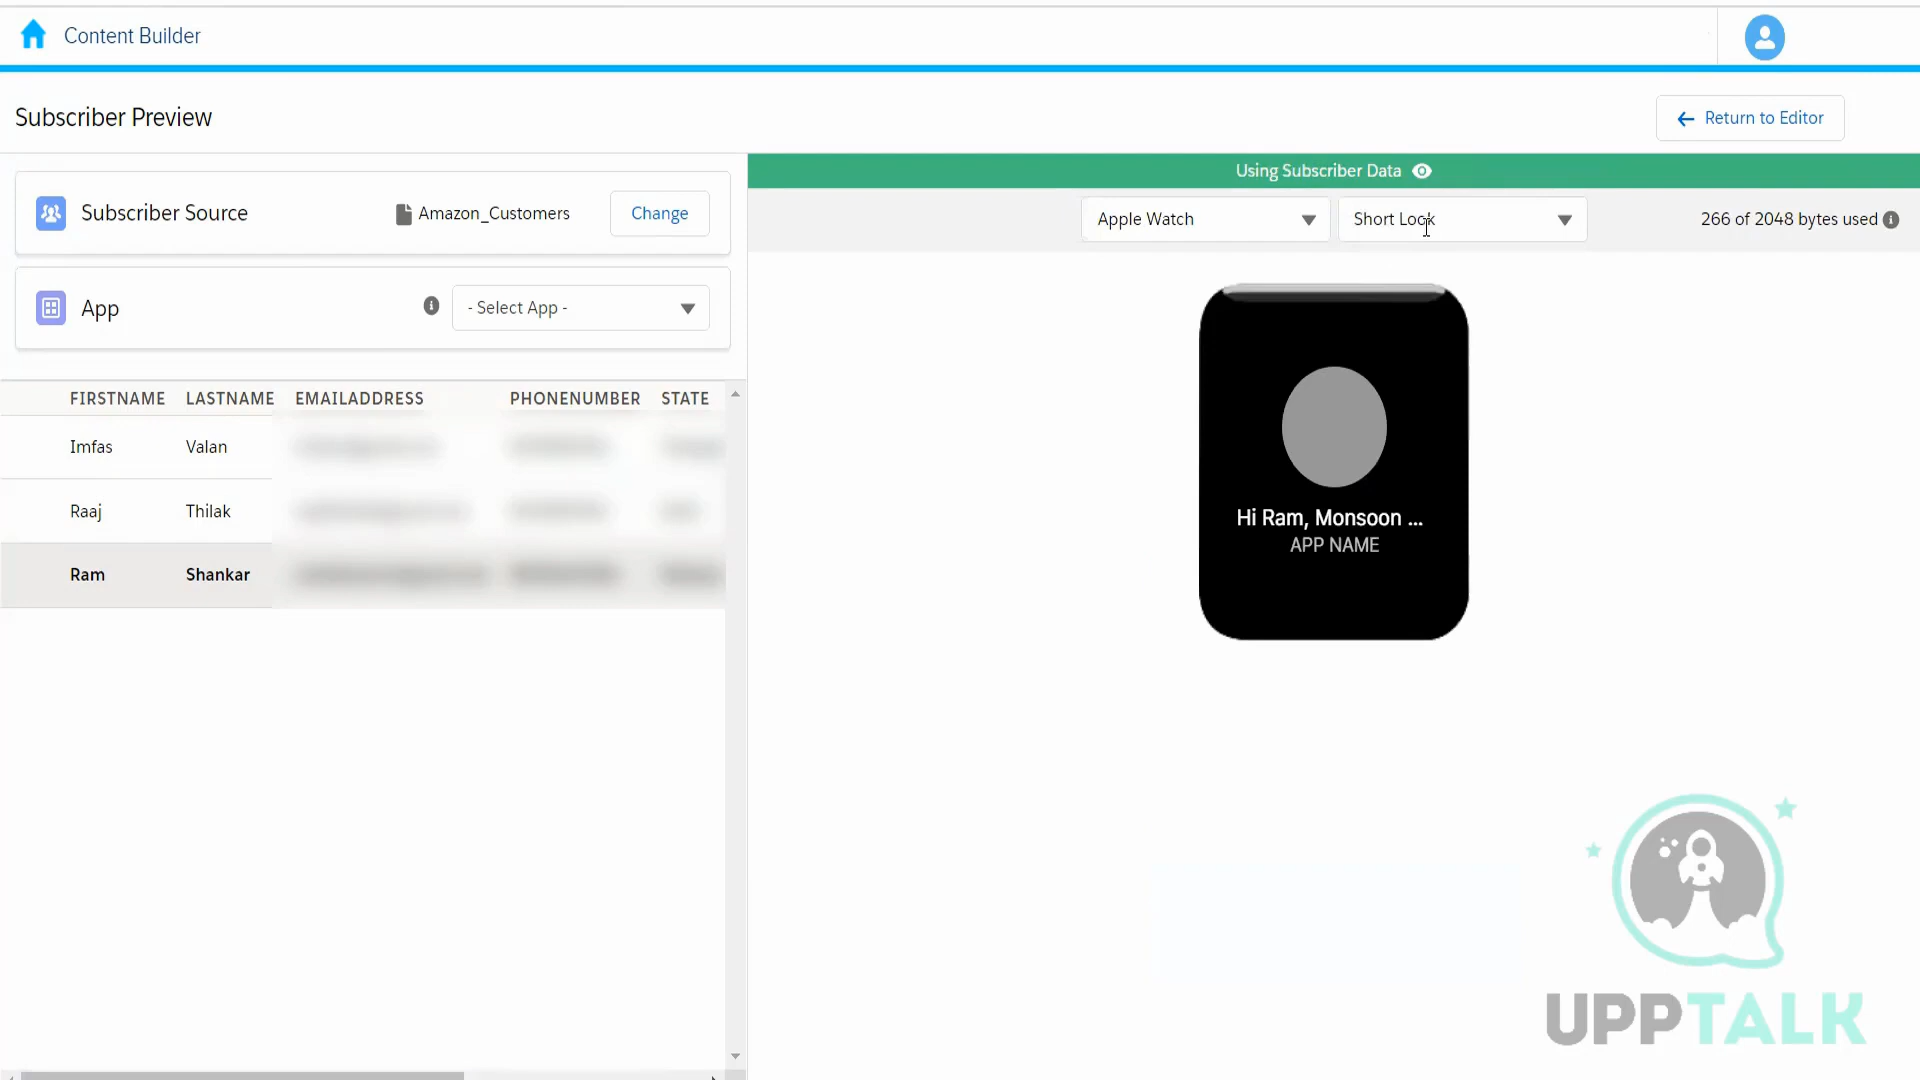 Content Builder
Subscriber Preview
Return to Editor
Subscriber Source
Amazon_Customers
Change
Using Subscriber Data
Apple Watch
Short Lock
266 of 2048 bytes used
App
- Select App -
FIRSTNAME LASTNAME EMAILADDRESS PHONENUMBER STATE
Imfas Valan
Raaj Thilak
Ram Shankar
Hi Ram, Monsoon ...
APP NAME
UPPTALK